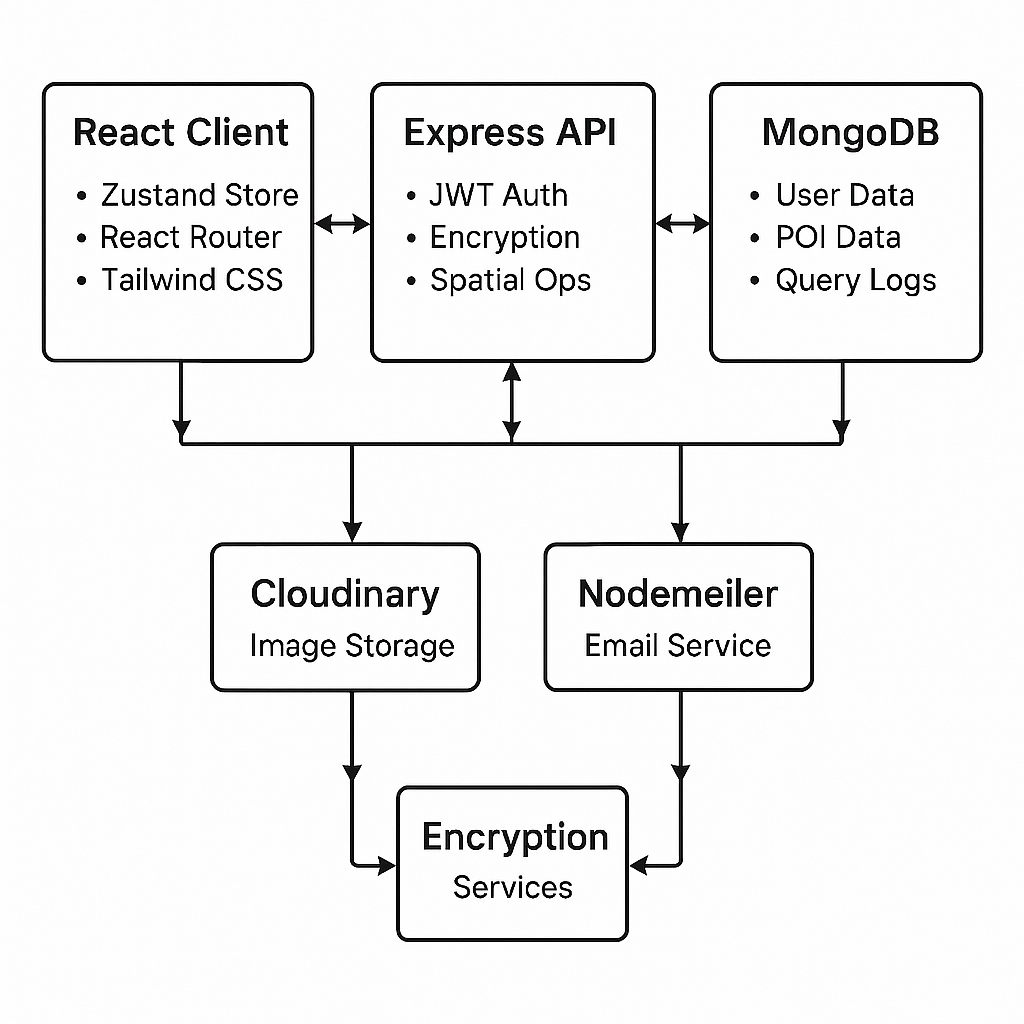 React Client
• Zustand Store
• React Router
• Tailwind CSS
Express API
• JWT Auth
• Encryption
• Spatial Ops
MongoDB
• User Data
• POI Data
• Query Logs
Cloudinary
Image Storage
Nodemeiler
Email Service
Encryption
Services